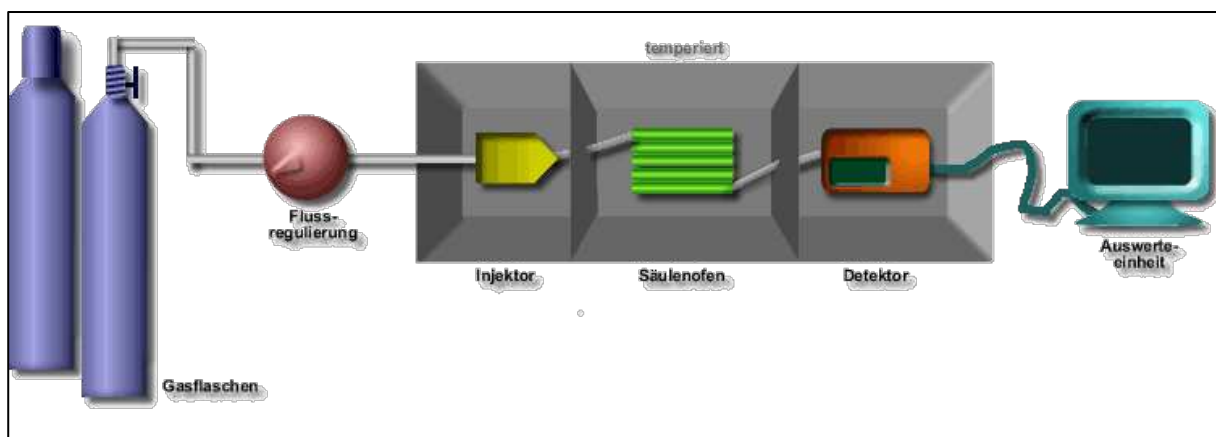 temperiert
Fluss-
regulierung
Injektor
Säulenofen
Detektor
Auswerte-
einheit
Gasflaschen